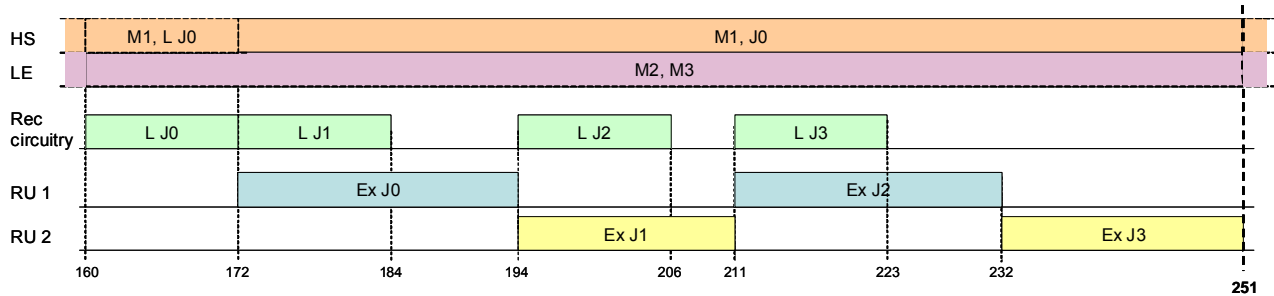 HS
M1, L J0
M1, J0
LE
M2, M3
Rec
circuitry
L J0
L J1
L J2
L J3
RU 1
Ex J0
Ex J2
RU 2
Ex J1
Ex J3
160
172
184
194
206
211
223
232
251